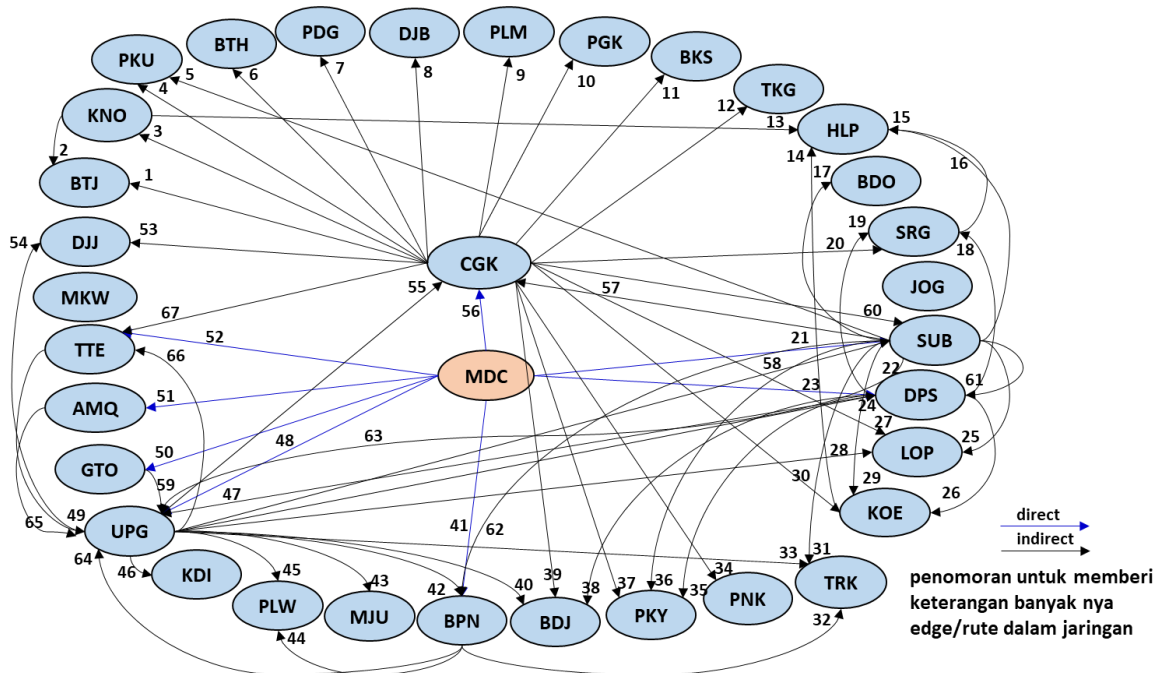 PKU
BTH
PDG
DJB
PLM
PGK
BKS
TKG
5
6
7
8
9
10
11
4
12
KNO
3
13
HLP
15
2
14
16
BTJ
1
17
BDO
54
DJJ
53
19
SRG
20
18
CGK
MKW
55
57
JOG
67
56
60
TTE
52
66
21
SUB
MDC
58
22
AMQ
51
23
DPS
61
24
50
48
63
27
GTO
59
28
LOP
25
47
30
29
26
65
49
UPG
41
62
KOE
64
46
KDI
45
43
42
40
39
38
37
36
35
34
33
31
PLW
44
MJU
BPN
BDJ
PKY
PNK
TRK
32
direct
indirect
penomoran untuk memberi
keterangan banyak nya
edge/rute dalam jaringan